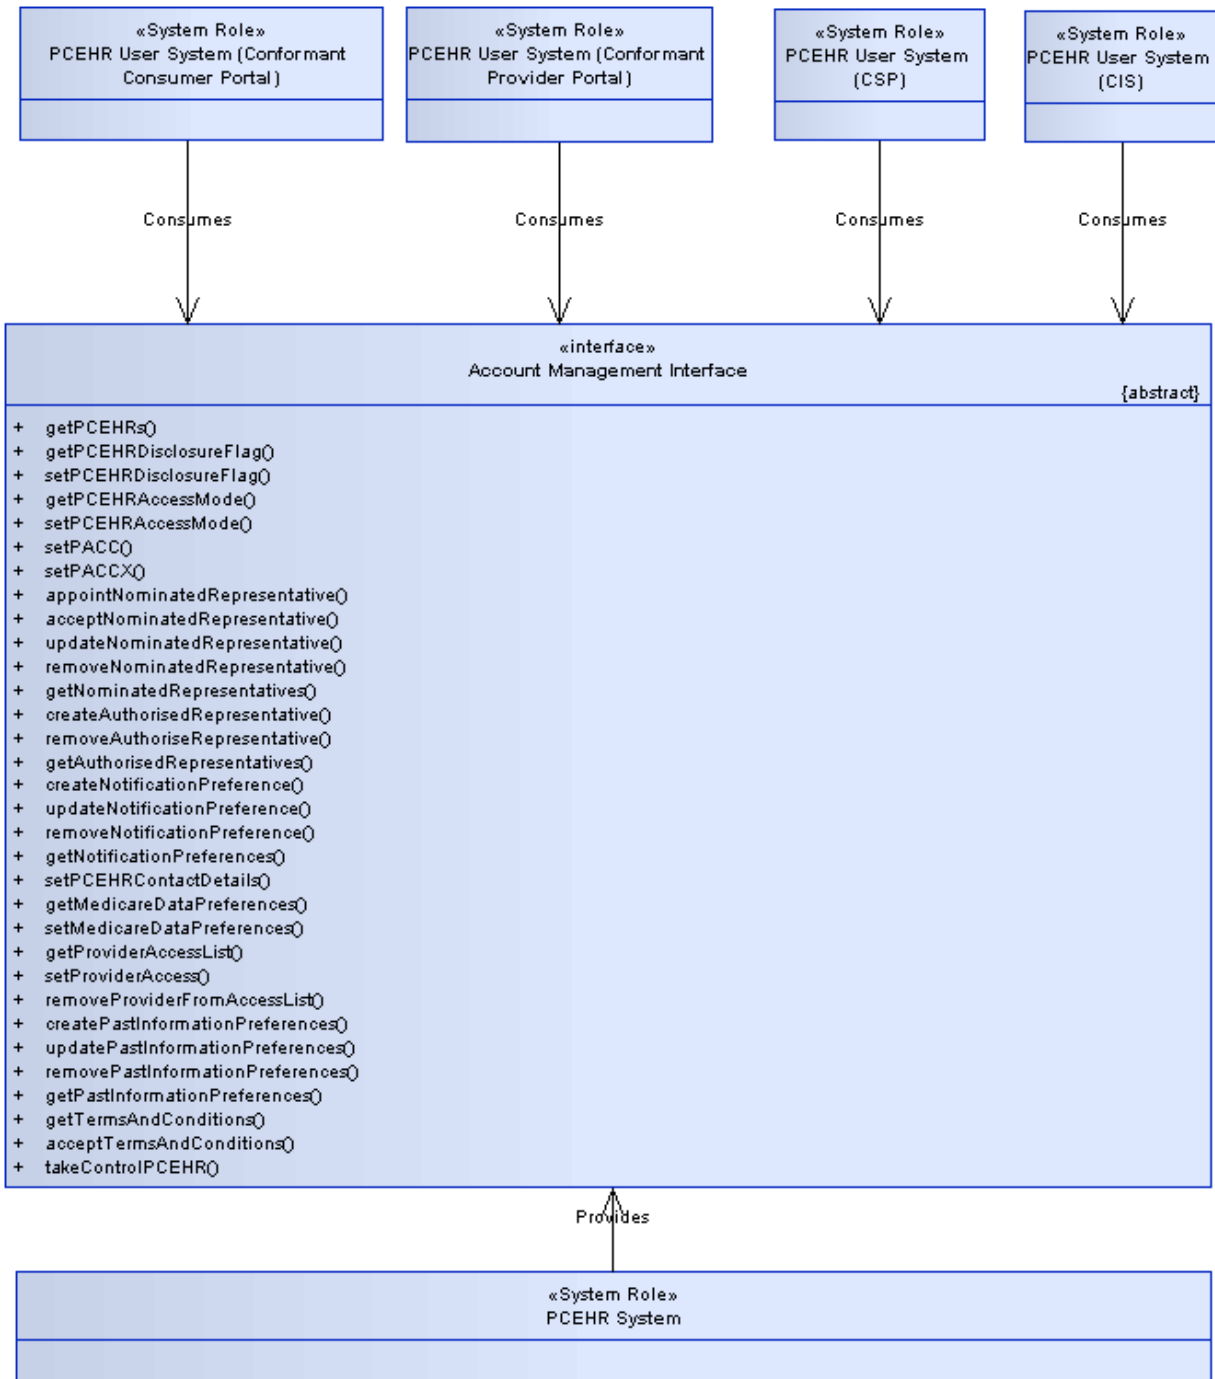 «System Role»
PCEHR User System (Conformant
Consumer Portal)
«System Role»
PCEHR User System (Conformant
Provider Portal)
«System Role»
PCEHR User System
(CSP)
«System Role»
PCEHR User System
(CIS)
Consumes
Consumes
Consumes
Consumes
«interface»
Account Management Interface
{abstract}
+ getPCEHRs()
+ getPCEHRDisclosureFlag()
+ setPCEHRDisclosureFlag()
+ getPCEHRAccessMode()
+ setPCEHRAccessMode()
+ setPACC()
+ setPACCX()
+ appointNominatedRepresentative()
+ acceptNominatedRepresentative()
+ updateNominatedRepresentative()
+ removeNominatedRepresentative()
+ getNominatedRepresentatives()
+ createAuthorisedRepresentative()
+ removeAuthoriseRepresentative()
+ getAuthorisedRepresentatives()
+ createNotificationPreference()
+ updateNotificationPreference()
+ removeNotificationPreference()
+ getNotificationPreferences()
+ setPCEHRContactDetails()
+ getMedicareDataPreferences()
+ setMedicareDataPreferences()
+ getProviderAccessList()
+ setProviderAccess()
+ removeProviderFromAccessList()
+ createPastInformationPreferences()
+ updatePastInformationPreferences()
+ removePastInformationPreferences()
+ getPastInformationPreferences()
+ getTermsAndConditions()
+ acceptTermsAndConditions()
+ takeControlPCEHR()
Provides
«System Role»
PCEHR System